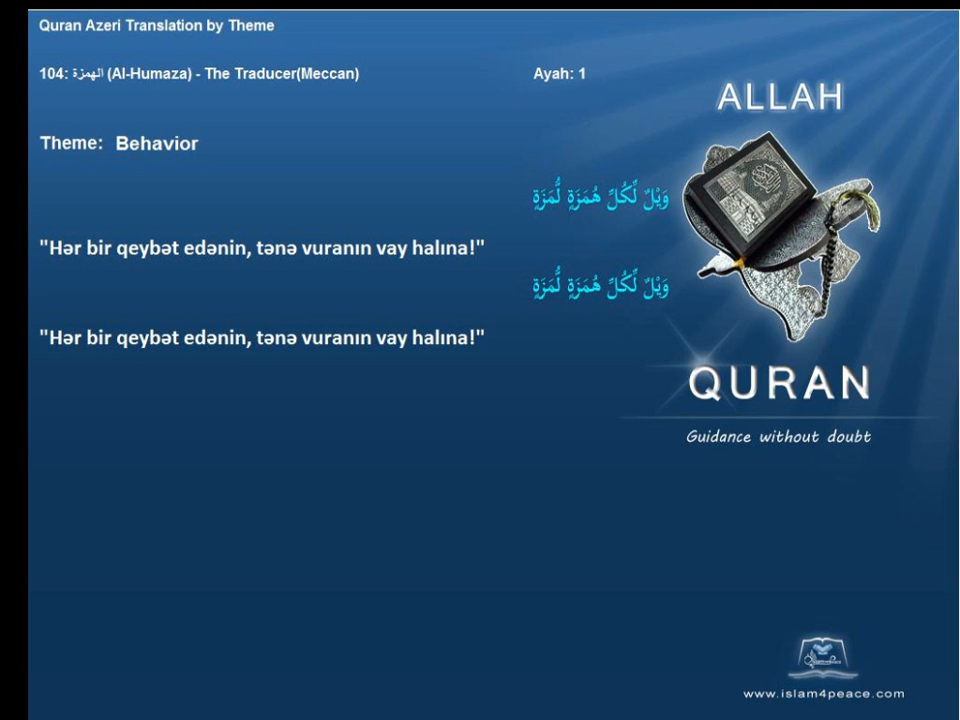 Quran Azeri Translation by Theme
104: الهمزة (Al-Humaza) - The Traducer(Meccan)
Ayah: 1
ALLAH
Theme: Behavior
وَيْلٌ لِّكُلِّ هُمَزَةٍ لُّمَزَةٍ
"Hər bir qeybət edənin, tənə vuranın vay halına!"
وَيْلٌ لِّكُلِّ هُمَزَةٍ لُّمَزَةٍ
"Hər bir qeybət edənin, tənə vuranın vay halına!"
QURAN
Guidance without doubt
www.islam4peace.com